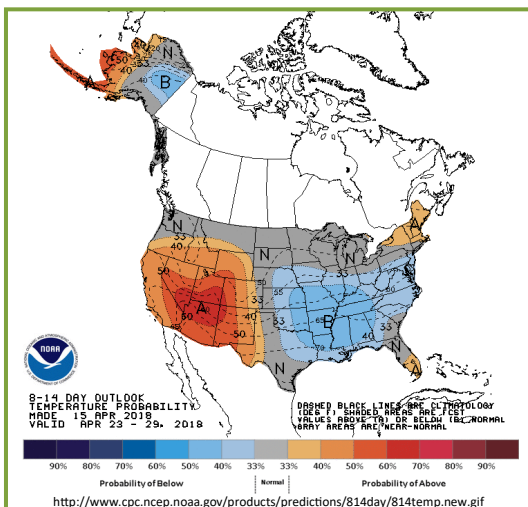 50
40
33
N
A
40
B
N
33
40
50
A
50
40
50
N
N
33
33
55
33
65
B
40
33
N
N
A
A
NOAA
8-14 DAY OUTLOOK
TEMPERATURE PROBABILITY
MADE 15 APR 2018
VALID APR 23 - 29, 2018
DASHED BLACK LINES ARE CLIMATOLOGY
(DEG F) SHADED AREAS ARE FCST
VALUES ABOVE (A) OR BELOW (B) NORMAL
GRAY AREAS ARE NEAR-NORMAL
90% 80% 70% 60% 50% 40% 33% 33% 40% 50% 60% 70% 80% 90%
Probability of Below Normal Probability of Above
http://www.cpc.ncep.noaa.gov/products/predictions/814day/814temp.new.gif